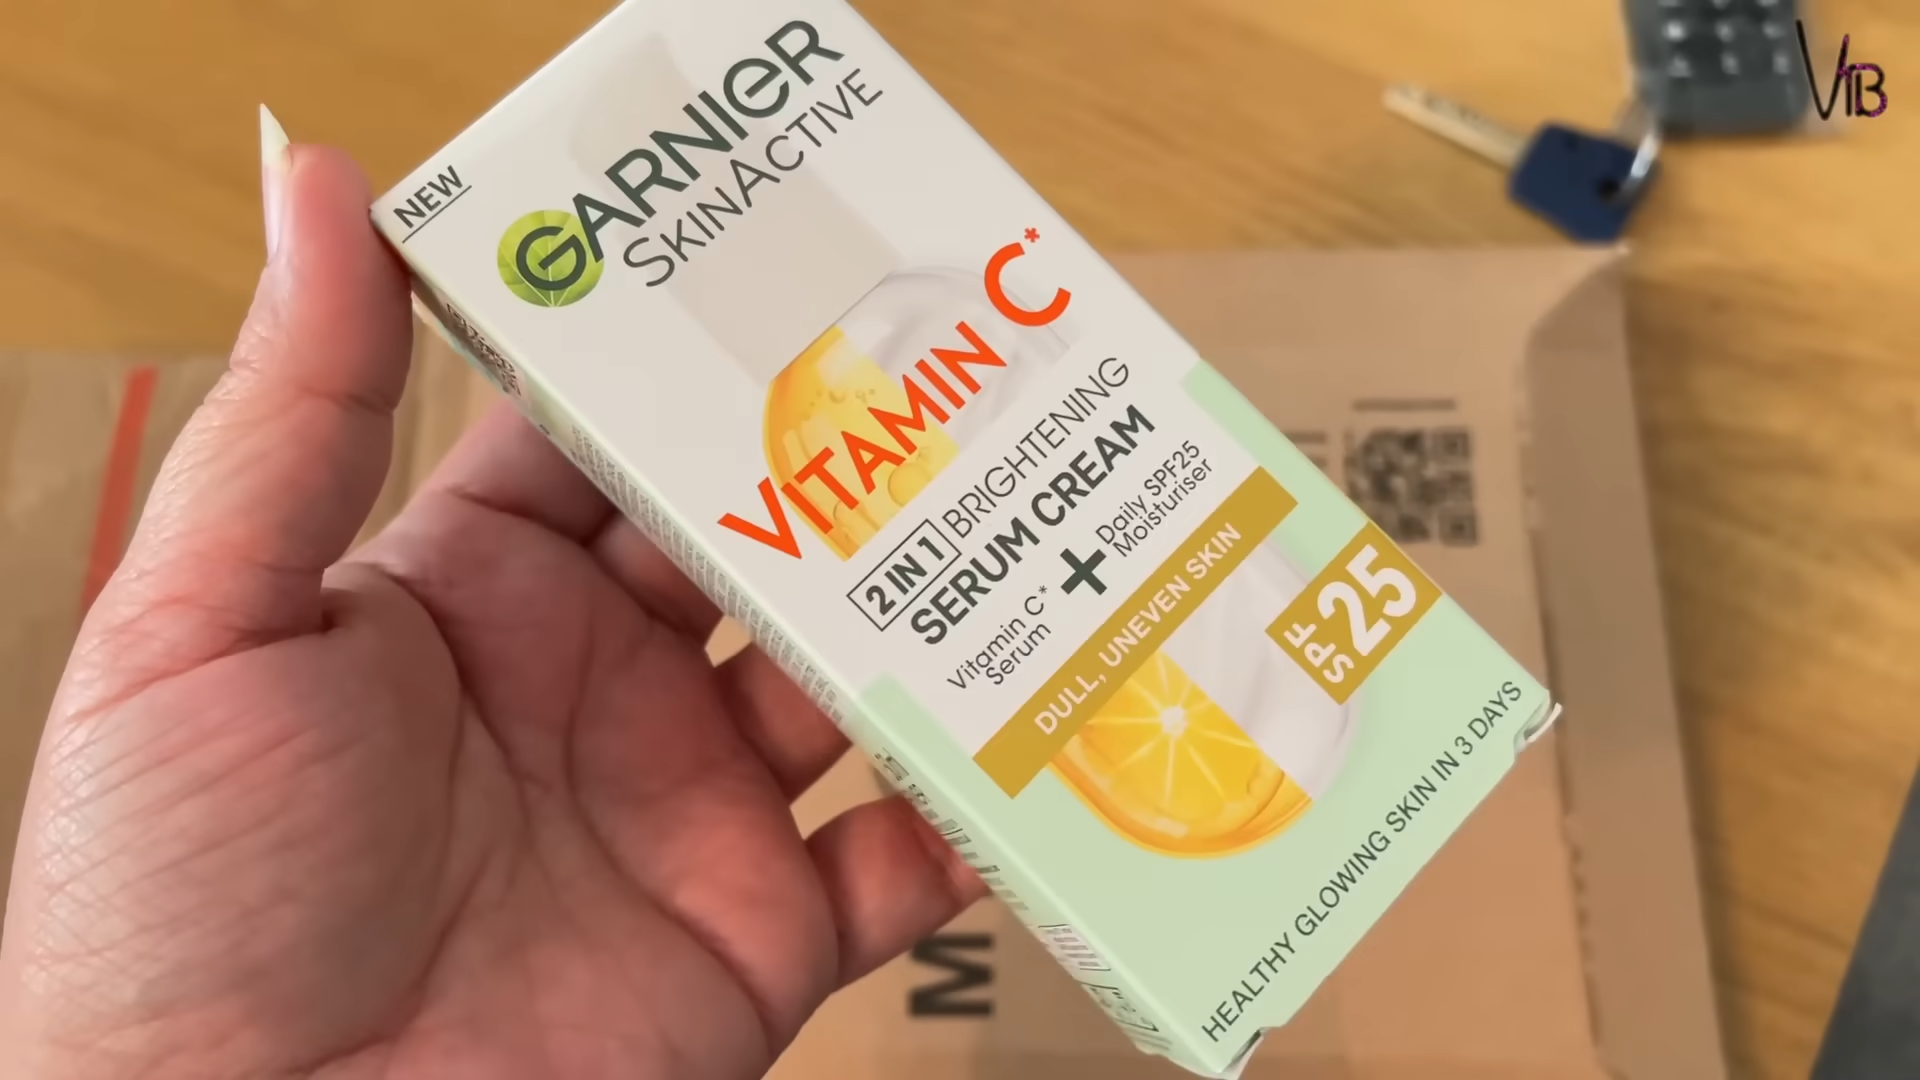 NEW
GARNIER
SKINACTIVE
VITAMIN C*
2 IN 1 BRIGHTENING
SERUM CREAM
Vitamin C*
Serum
+
Daily SPF25
Moisturiser
DULL, UNEVEN SKIN
SPF 25
HEALTHY GLOWING SKIN IN 3 DAYS
M
VTB